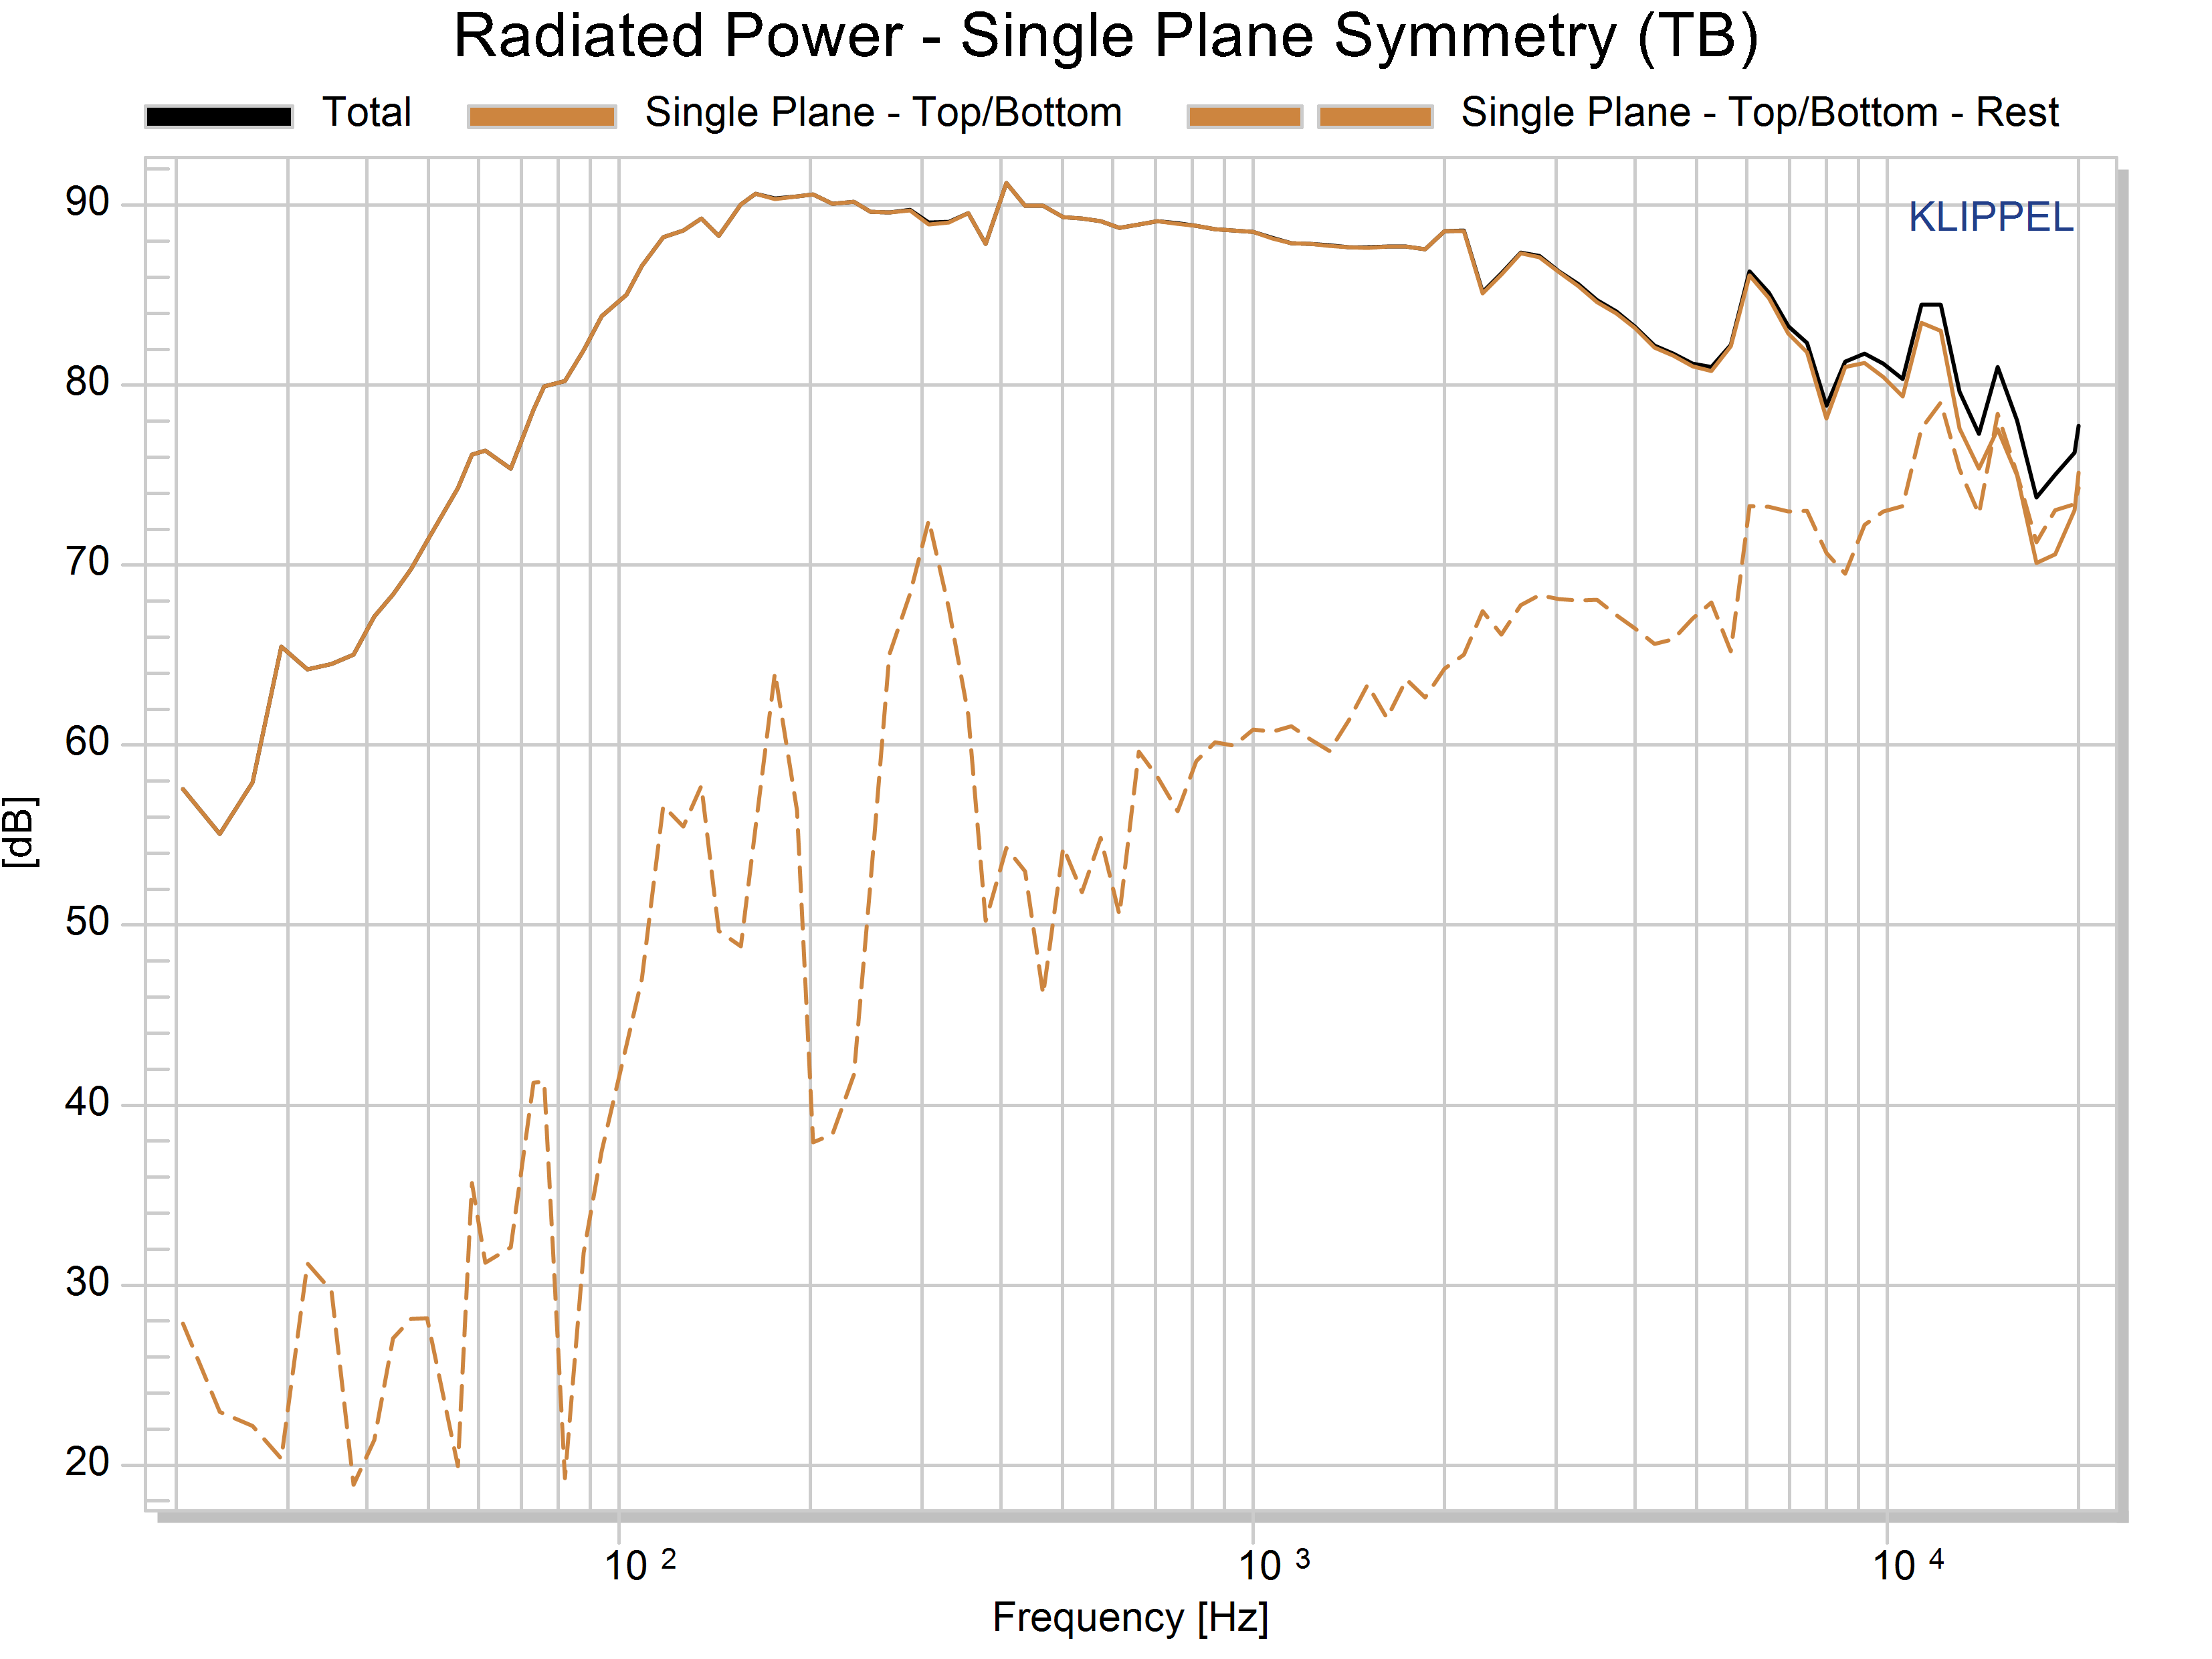 Radiated Power - Single Plane Symmetry (TB)
Total Single Plane - Top/Bottom Single Plane - Top/Bottom - Rest
KLIPPEL
90
80
70
60
50
40
30
20
[dB]
10 2 10 3 10 4
Frequency [Hz]